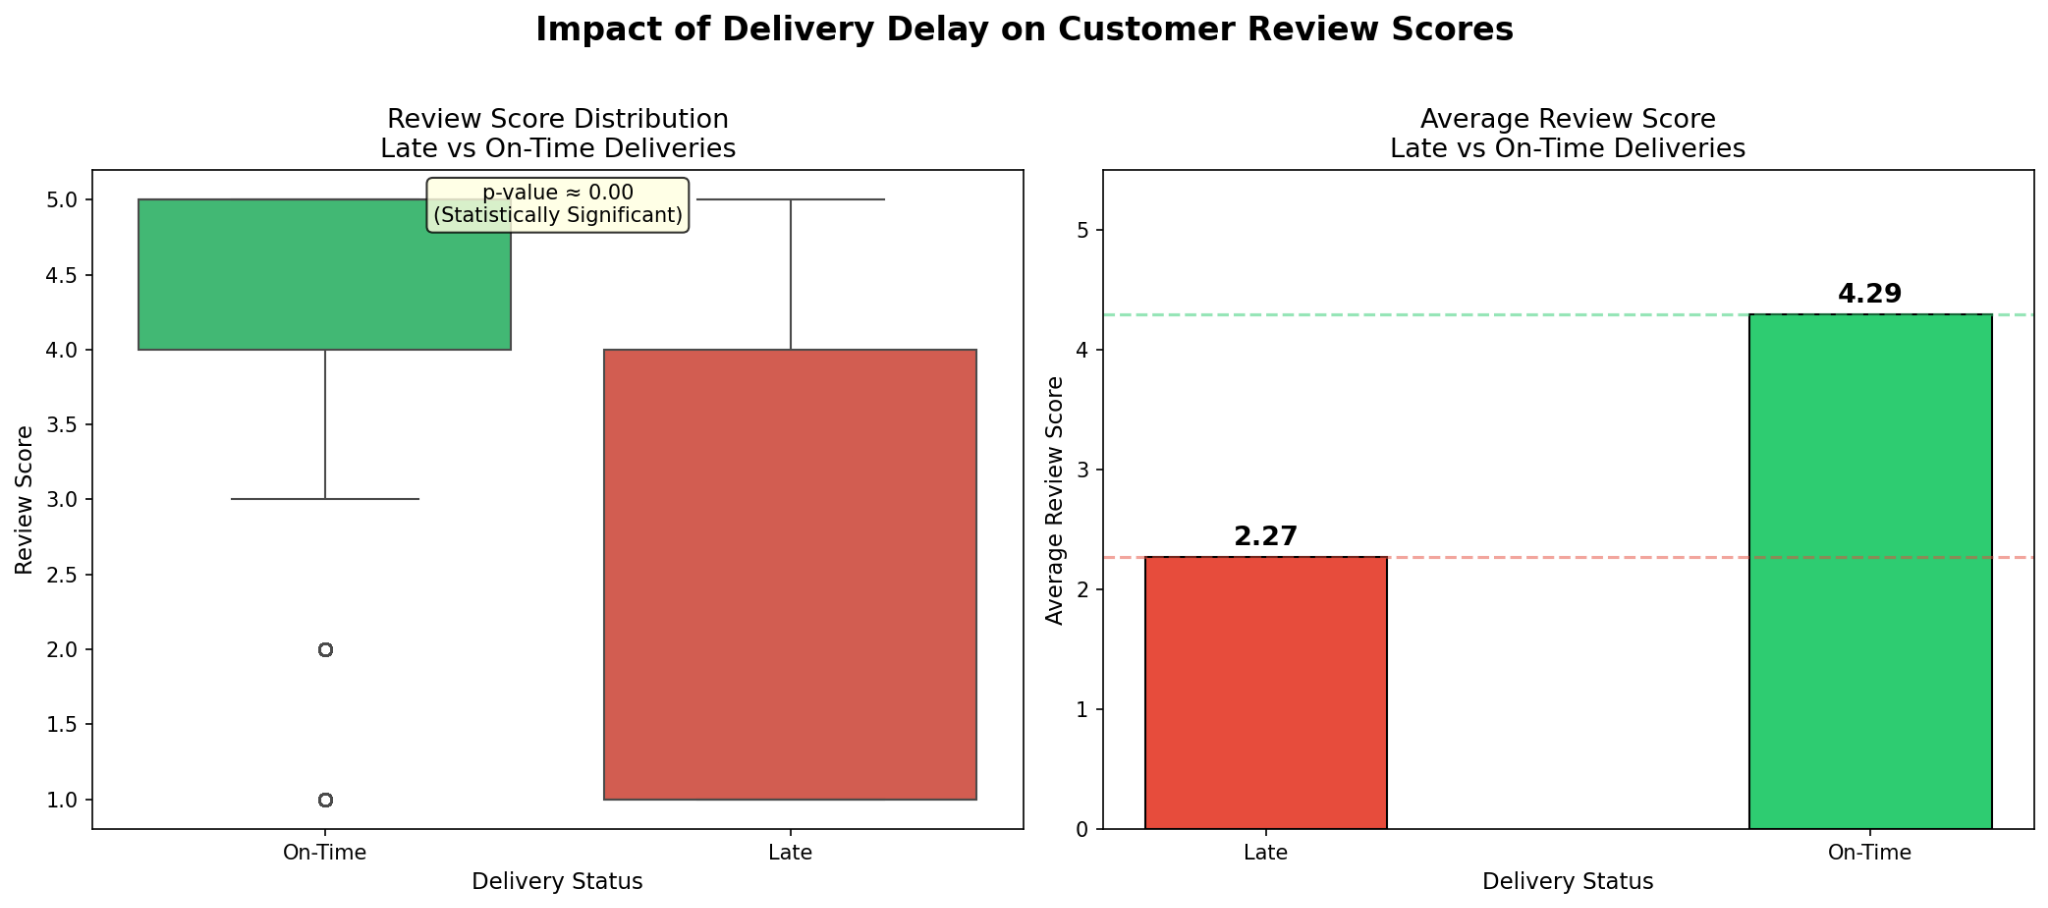 Impact of Delivery Delay on Customer Review Scores
Review Score Distribution
Late vs On-Time Deliveries
p-value ≈ 0.00
(Statistically Significant)
Review Score
5.0
4.5
4.0
3.5
3.0
2.5
2.0
1.5
1.0
On-Time
Late
Delivery Status
Average Review Score
Late vs On-Time Deliveries
Average Review Score
5
4
3
2
1
0
2.27
4.29
Late
On-Time
Delivery Status